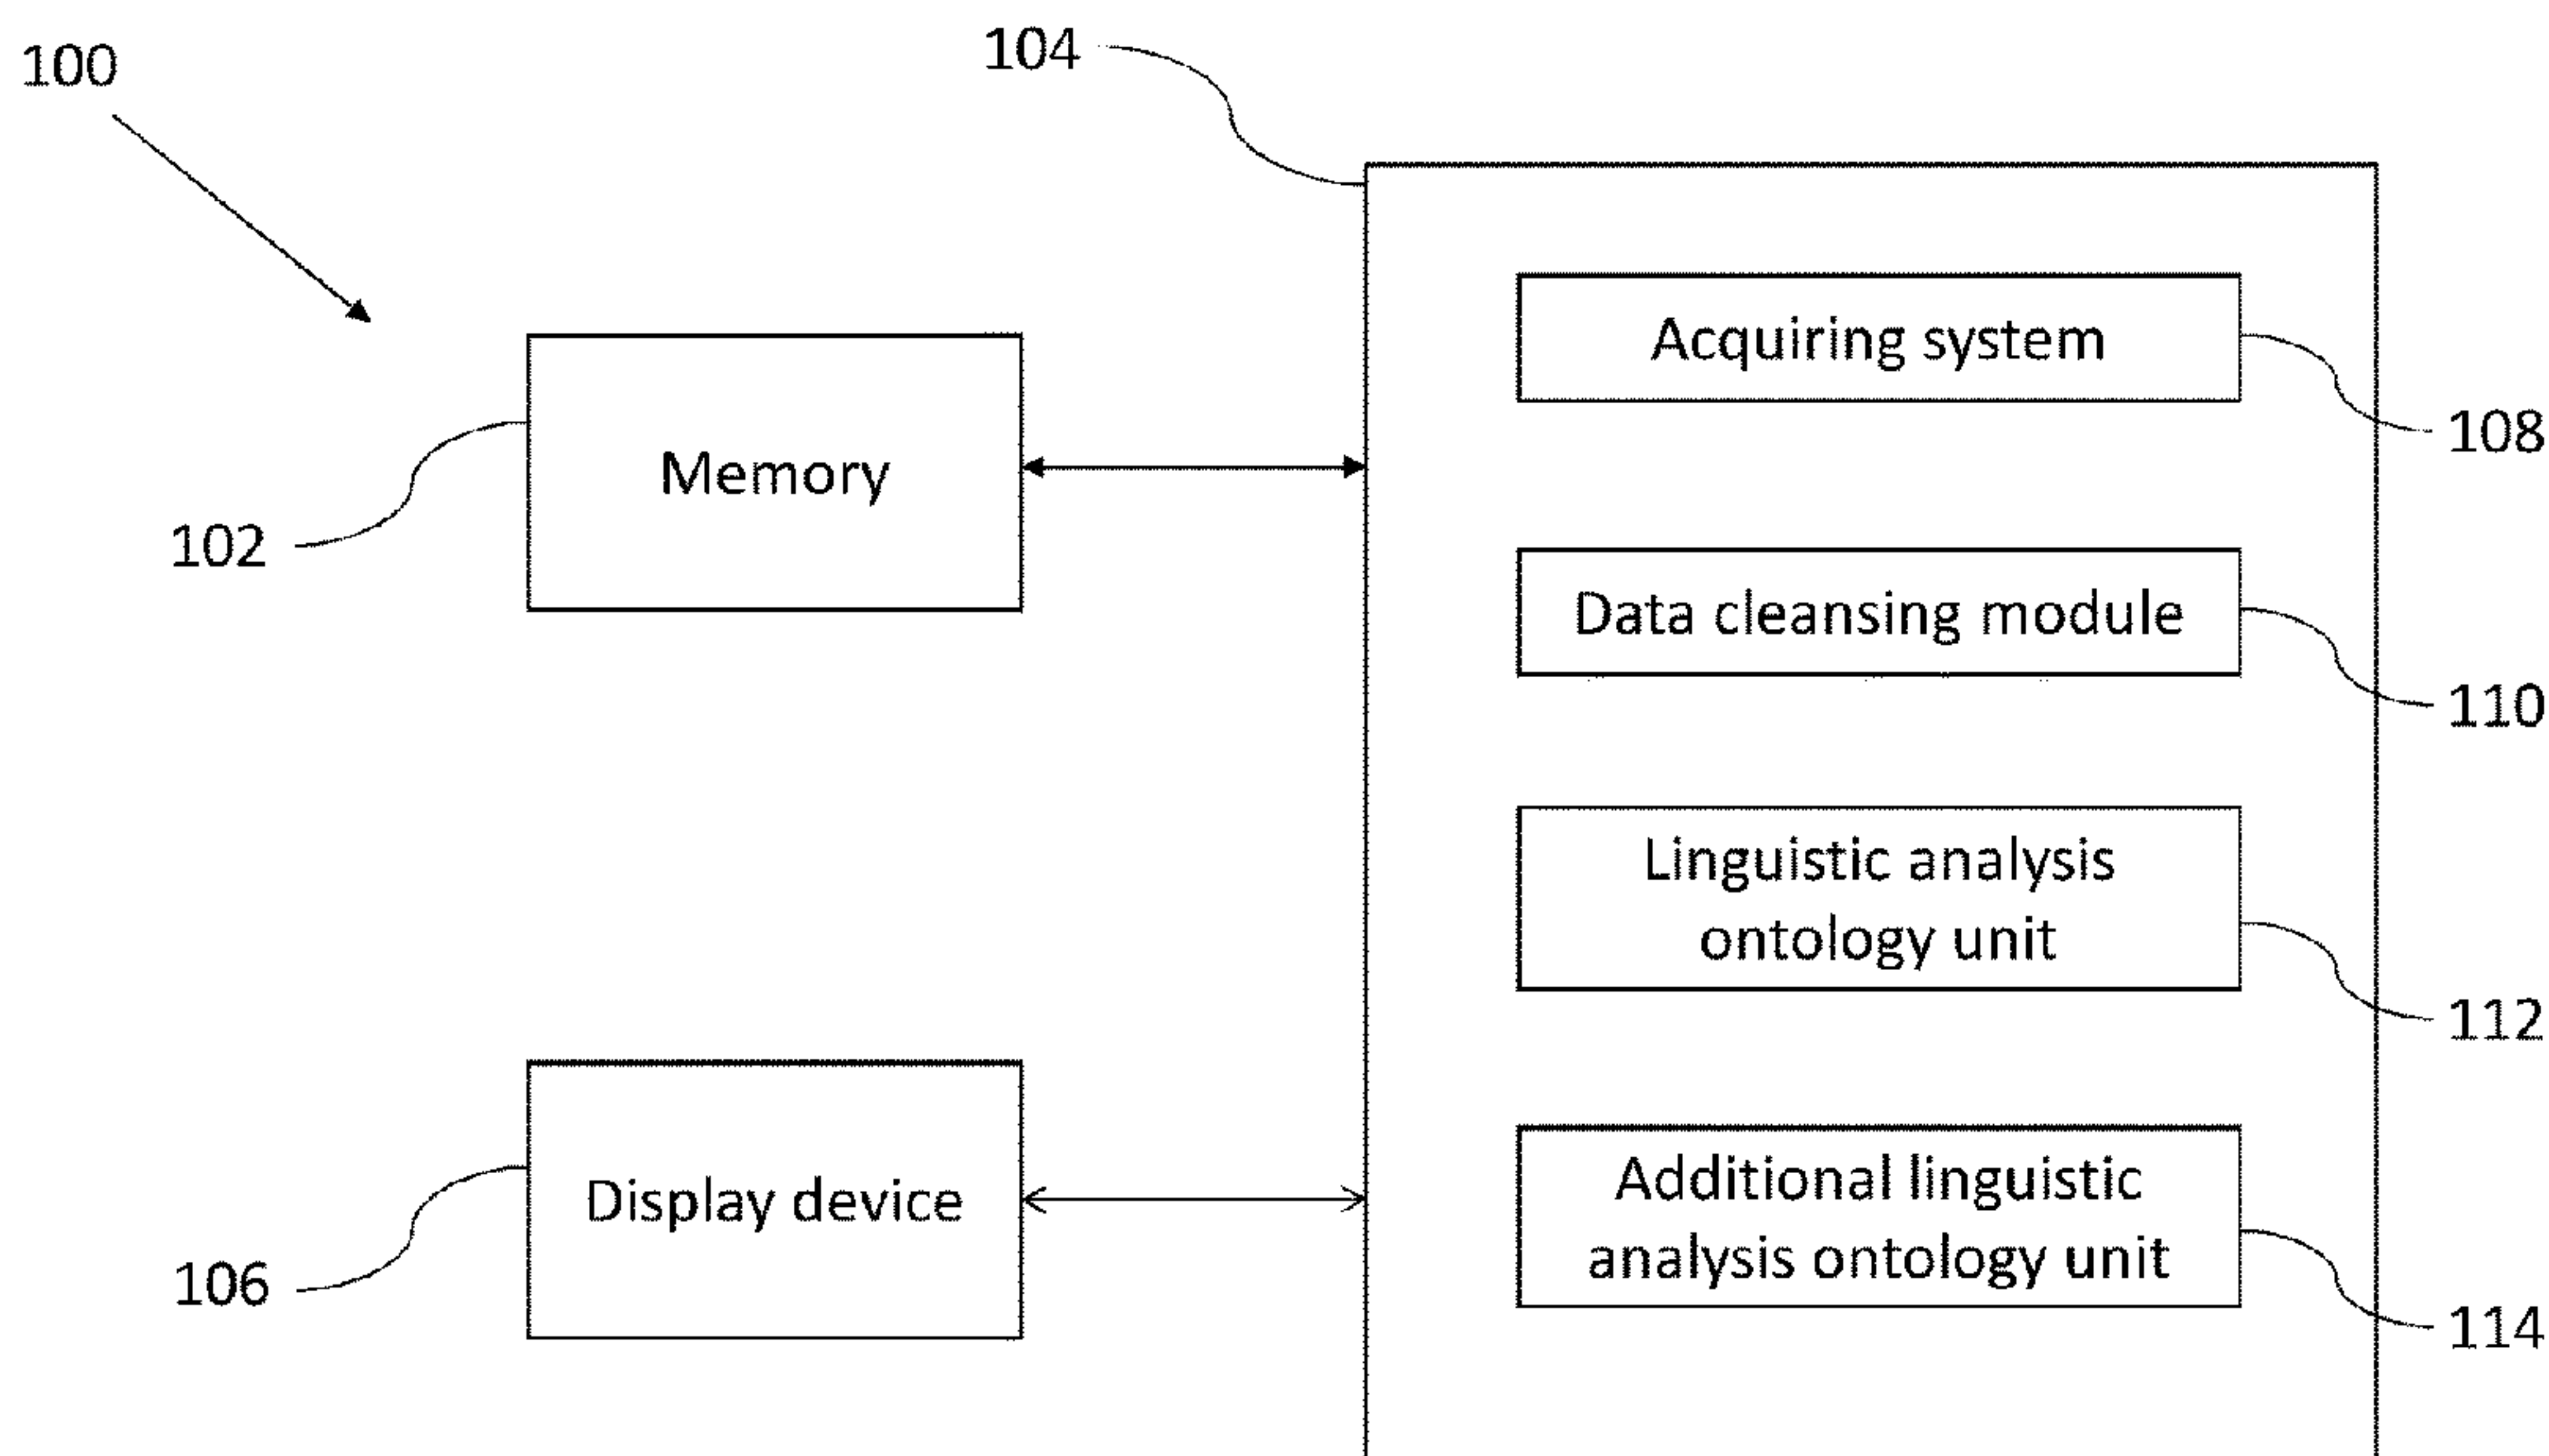 100
104
Acquiring system
108
Memory
102
Data cleansing module
110
Linguistic analysis
ontology unit
112
Display device
106
Additional linguistic
analysis ontology unit
114